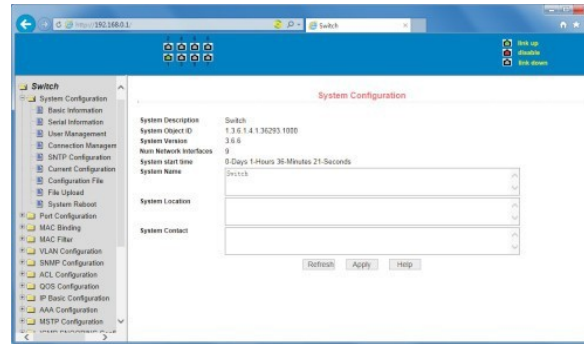 http://192.168.0.1/
Switch
link up
disable
link down
Switch
System Configuration
Basic Information
Serial Information
User Management
Connection Managem
SNTP Configuration
Current Configuration
Configuration File
File Upload
System Reboot
Port Configuration
MAC Binding
MAC Filter
VLAN Configuration
SNMP Configuration
ACL Configuration
QOS Configuration
IP Basic Configuration
AAA Configuration
MSTP Configuration
System Configuration
System Description Switch
System Object ID 1.3.6.1.4.1.36293.1000
System Version 3.6.6
Num Network Interfaces 9
System start time 0-Days 1-Hours 36-Minutes 21-Seconds
System Name Switch
System Location
System Contact
Refresh Apply Help